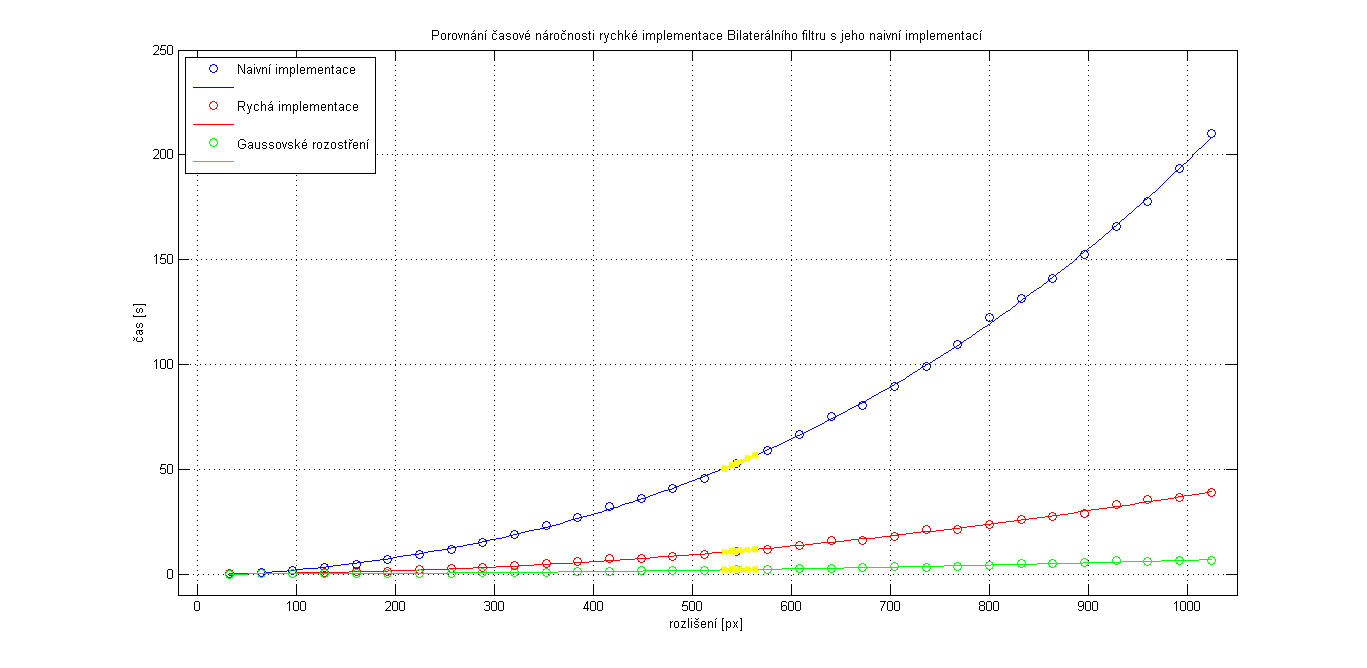 Porovnání časové náročnosti rychké implementace Bilaterálního filtru s jeho naivní implementací
250
200
150
100
50
0
čas [s]
Naivní implementace
Rychá implementace
Gaussovské rozostření
0 100 200 300 400 500 600 700 800 900 1000
rozlišení [px]